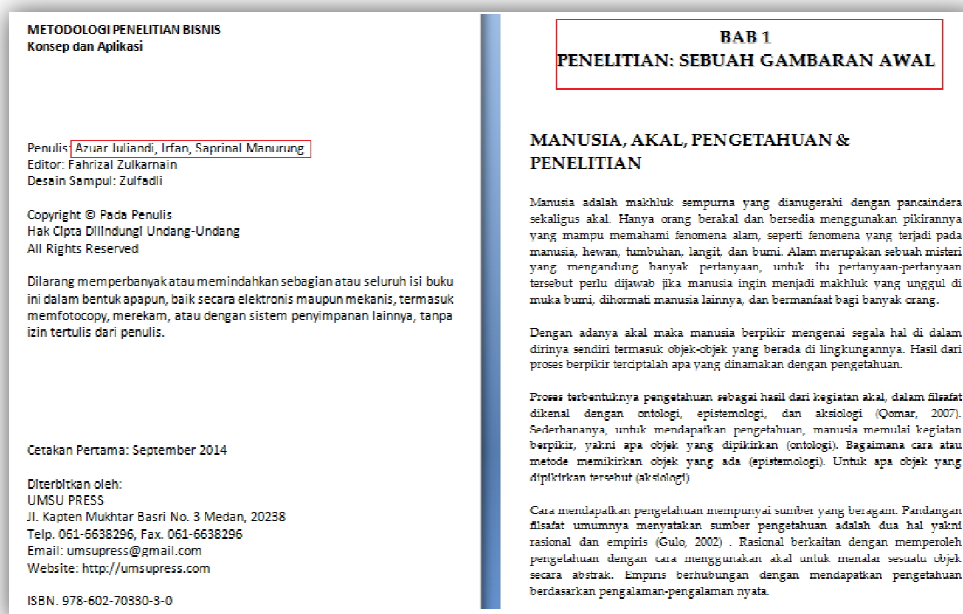 METODOLOGI PENELITIAN BISNIS
Konsep dan Aplikasi
Penulis: Azuar Juliandi, Irfan, Saprinal Manurung
Editor: Fahrizal Zulkarnain
Desain Sampul: Zulfadli
Copyright © Pada Penulis
Hak Cipta Dilindungi Undang-Undang
All Rights Reserved
Dilarang memperbanyak atau memindahkan sebagian atau seluruh isi buku
ini dalam bentuk apapun, baik secara elektronis maupun mekanis, termasuk
memfotocopy, merekam, atau dengan sistem penyimpanan lainnya, tanpa
izin tertulis dari penulis.
Cetakan Pertama: September 2014
Diterbitkan oleh:
UMSU PRESS
Jl. Kapten Mukhtar Basri No. 3 Medan, 20238
Telp. 061-6638296, Fax. 061-6638296
Email: umsupress@gmail.com
Website: http://umsupress.com
ISBN. 978-602-70330-3-0
BAB 1
PENELITIAN: SEBUAH GAMBARAN AWAL
MANUSIA, AKAL, PENGETAHUAN &
PENELITIAN
Manusia adalah makhluk sempurna yang dianugerahi dengan pancaindera
sekaligus akal. Hanya orang berakal dan bersedia menggunakan pikirannya
yang mampu memahami fenomena alam, seperti fenomena yang terjadi pada
manusia, hewan, tumbuhan, langit, dan bumi. Alam merupakan sebuah misteri
yang mengandung banyak pertanyaan, untuk itu pertanyaan-pertanyaan
tersebut perlu dijawab jika manusia ingin menjadi makhluk yang unggul di
muka bumi, dihormati manusia lainnya, dan bermanfaat bagi banyak orang.
Dengan adanya akal maka manusia berpikir mengenai segala hal di dalam
dirinya sendiri termasuk objek-objek yang berada di lingkungannya. Hasil dari
proses berpikir terciptalah apa yang dinamakan dengan pengetahuan.
Proses terbentuknya pengetahuan sebagai hasil dari kegiatan akal, dalam filsafat
dikenal dengan ontologi, epistemologi, dan aksiologi (Qomar, 2007).
Sederhananya, untuk mendapatkan pengetahuan, manusia memulai kegiatan
berpikir, yakni apa objek yang dipikirkan (ontologi). Bagaimana cara atau
metode memikirkan objek yang ada (epistemologi). Untuk apa objek yang
dipikirkan tersebut (aksiologi)
Cara mendapatkan pengetahuan mempunyai sumber yang beragam. Pandangan
filsafat umumnya menyatakan sumber pengetahuan adalah dua hal yakni
rasional dan empiris (Gulo, 2002) . Rasional berkaitan dengan memperoleh
pengetahuan dengan cara menggunakan akal untuk menalar sesuatu objek
secara abstrak. Empiris berhubungan dengan mendapatkan pengetahuan
berdasarkan pengalaman-pengalaman nyata.